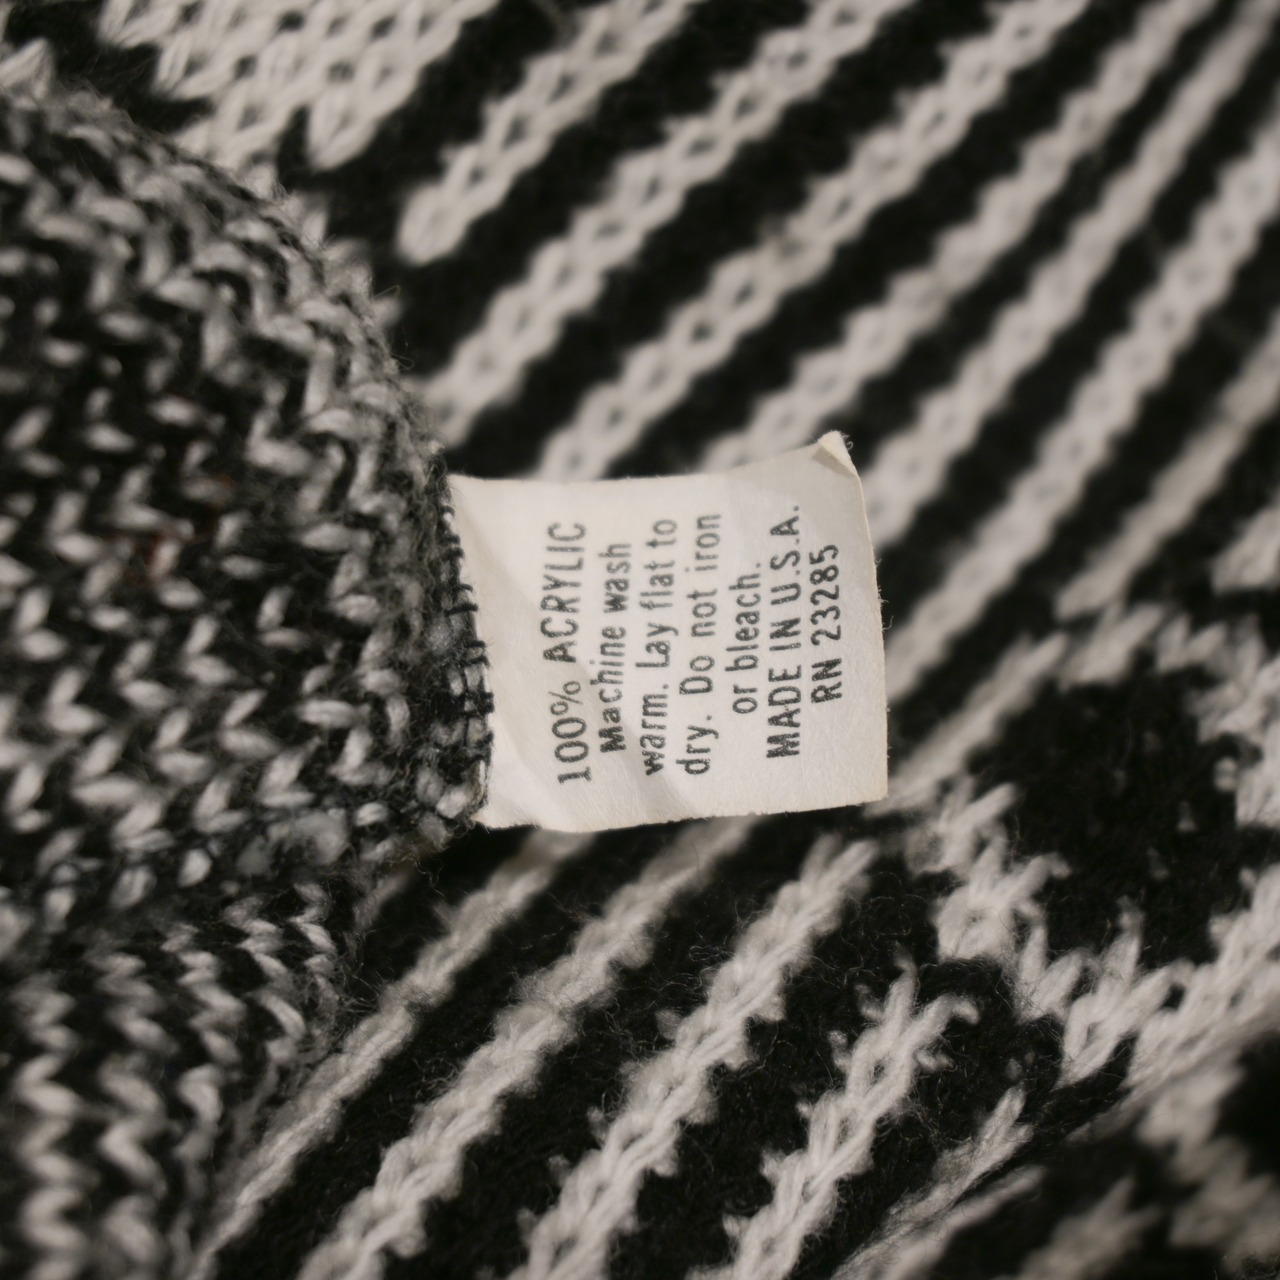 100% ACRYLIC
Machine wash
warm. Lay flat to
dry. Do not iron
or bleach.
MADE IN U.S.A.
RN 23285